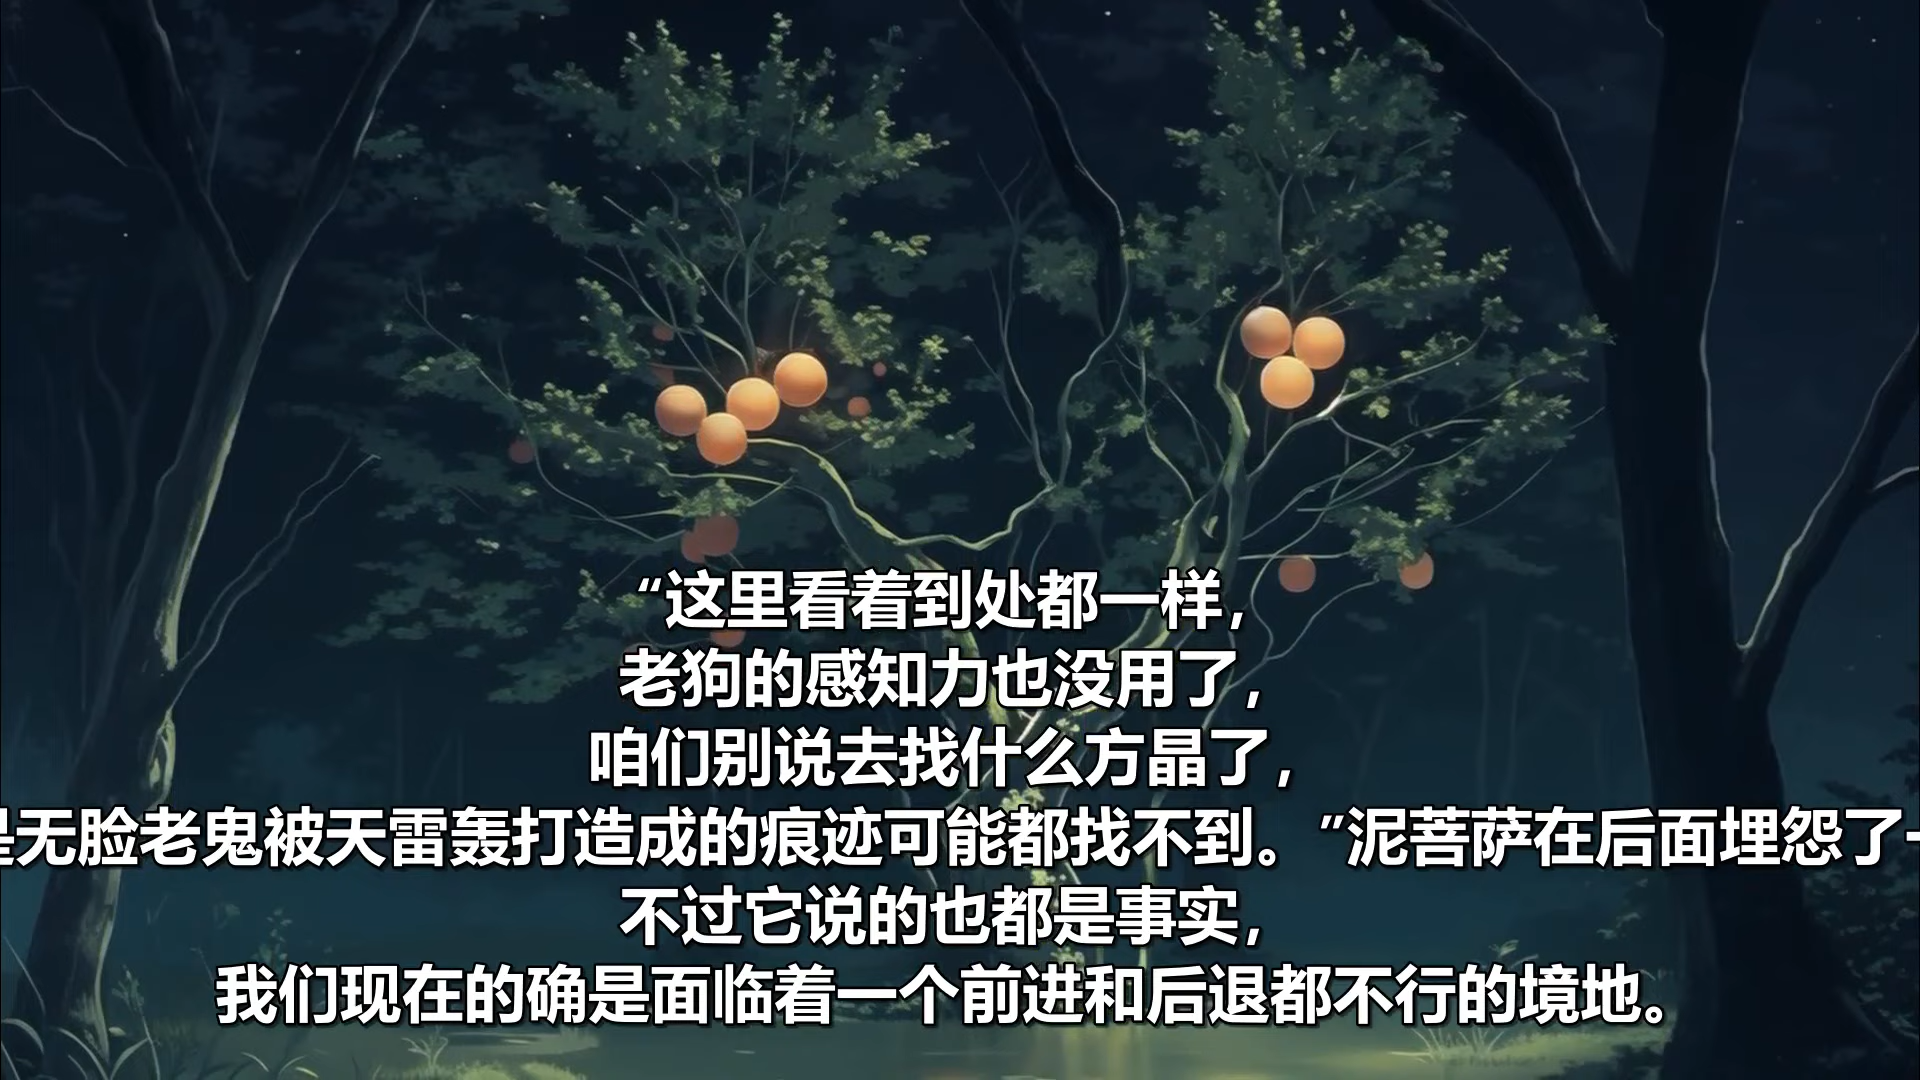 “这里看着到处都一样，
老狗的感知力也没用了，
咱们别说去找什么方晶了，
是无脸老鬼被天雷轰打造成的痕迹可能都找不到。”泥菩萨在后面埋怨了一
不过它说的也都是事实，
我们现在的确是面临着一个前进和后退都不行的境地。